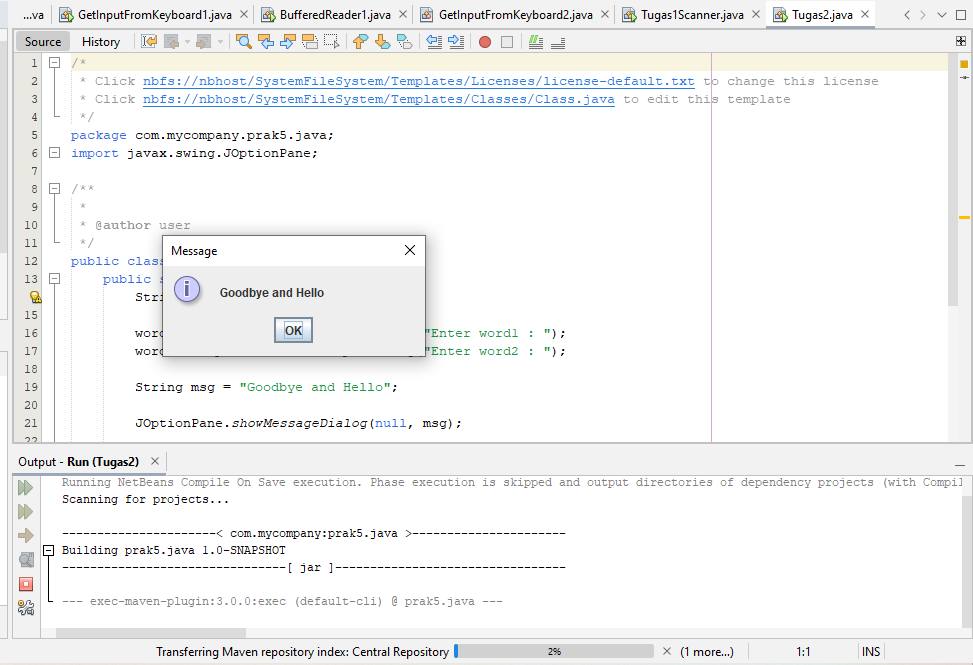 ...va GetInputFromKeyboard1.java BufferedReader1.java GetInputFromKeyboard2.java Tugas1Scanner.java Tugas2.java
Source History
1 /*
2 * Click nbfs://nbhost/SystemFileSystem/Templates/Licenses/license-default.txt to change this license
3 * Click nbfs://nbhost/SystemFileSystem/Templates/Classes/Class.java to edit this template
4 */
5 package com.mycompany.prak5.java;
6 import javax.swing.JOptionPane;
7
8 /**
9 *
10 * @author user
11 */
12 public clas
13 public s
Stri
15
16 word "Enter word1 : ");
17 word "Enter word2 : ");
18
19 String msg = "Goodbye and Hello";
20
21 JOptionPane.showMessageDialog(null, msg);
22
Message
i
Goodbye and Hello
OK
Output - Run (Tugas2)
Running NetBeans Compile On Save execution. Phase execution is skipped and output directories of dependency projects (with Compil
Scanning for projects...
----------------------< com.mycompany:prak5.java >----------------------
Building prak5.java 1.0-SNAPSHOT
--------------------------------[ jar ]---------------------------------
--- exec-maven-plugin:3.0.0:exec (default-cli) @ prak5.java ---
Transferring Maven repository index: Central Repository 2% (1 more...) 1:1 INS